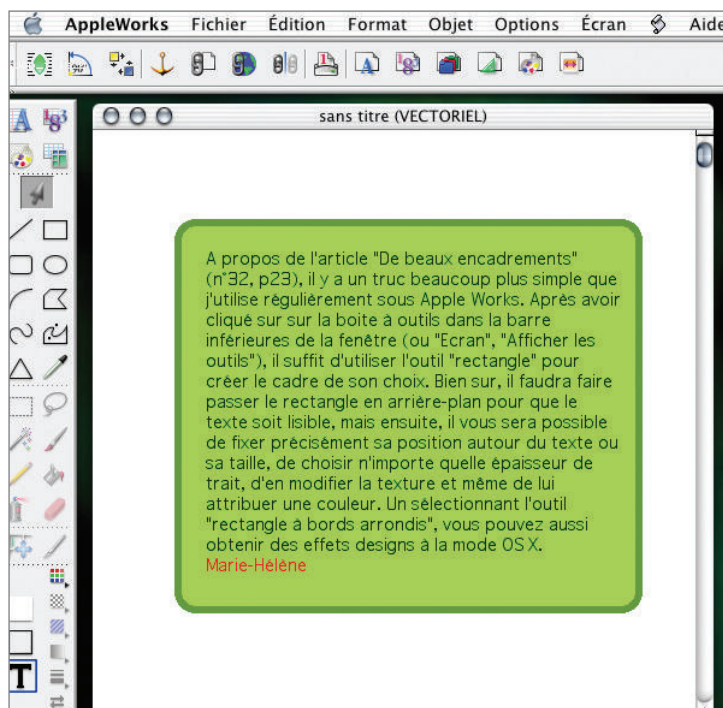 AppleWorks Fichier Édition Format Objet Options Écran Aide
sans titre (VECTORIEL)
A propos de l'article "De beaux encadrements"
(n°32, p23), il y a un truc beaucoup plus simple que
j'utilise régulièrement sous Apple Works. Après avoir
cliqué sur sur la boite à outils dans la barre
inférieures de la fenêtre (ou "Ecran", "Afficher les
outils"), il suffit d'utiliser l'outil "rectangle" pour
créer le cadre de son choix. Bien sur, il faudra faire
passer le rectangle en arrière-plan pour que le
texte soit lisible, mais ensuite, il vous sera possible
de fixer précisément sa position autour du texte ou
sa taille, de choisir n'importe quelle épaisseur de
trait, d'en modifier la texture et même de lui
attribuer une couleur. Un sélectionnant l'outil
"rectangle à bords arrondis", vous pouvez aussi
obtenir des effets designs à la mode OS X.
Marie-Hélène